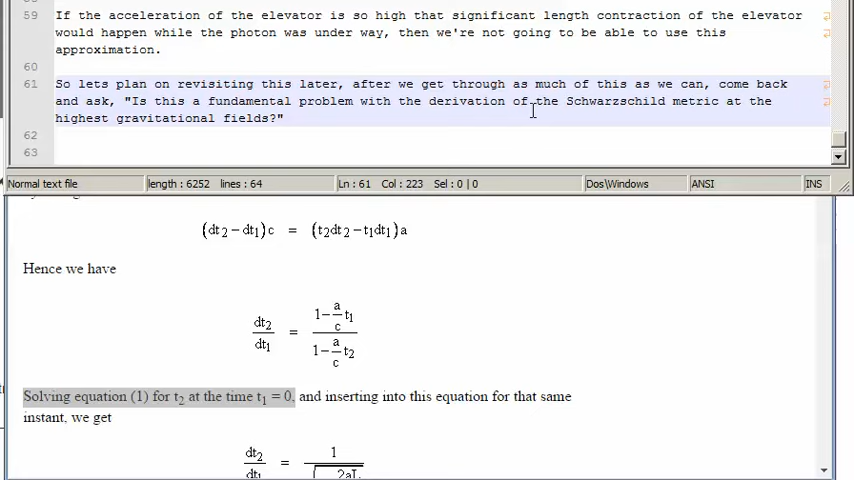 59 If the acceleration of the elevator is so high that significant length contraction of the elevator
would happen while the photon was under way, then we're not going to be able to use this
approximation.
60
61 So lets plan on revisiting this later, after we get through as much of this as we can, come back
and ask, "Is this a fundamental problem with the derivation of the Schwarzschild metric at the
highest gravitational fields?"
62
63
Normal text file length : 6252 lines : 64 Ln : 61 Col : 223 Sel : 0 | 0 Dos\Windows ANSI INS
(dt2 − dt1)c = (t2dt2 − t1dt1)a
Hence we have
dt2/dt1 = (1 − (a/c)t1)/(1 − (a/c)t2)
Solving equation (1) for t2 at the time t1 = 0, and inserting into this equation for that same
instant, we get
dt2/dt1 = 1/√ 2aL